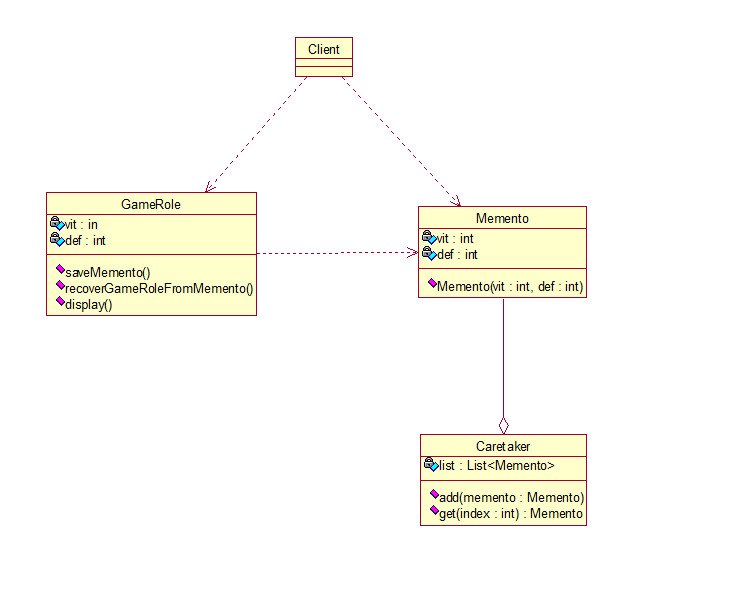 Client
GameRole
vit : in
def : int
saveMemento()
recoverGameRoleFromMemento()
display()
Memento
vit : int
def : int
Memento(vit : int, def : int)
Caretaker
list : List<Memento>
add(memento : Memento)
get(index : int) : Memento